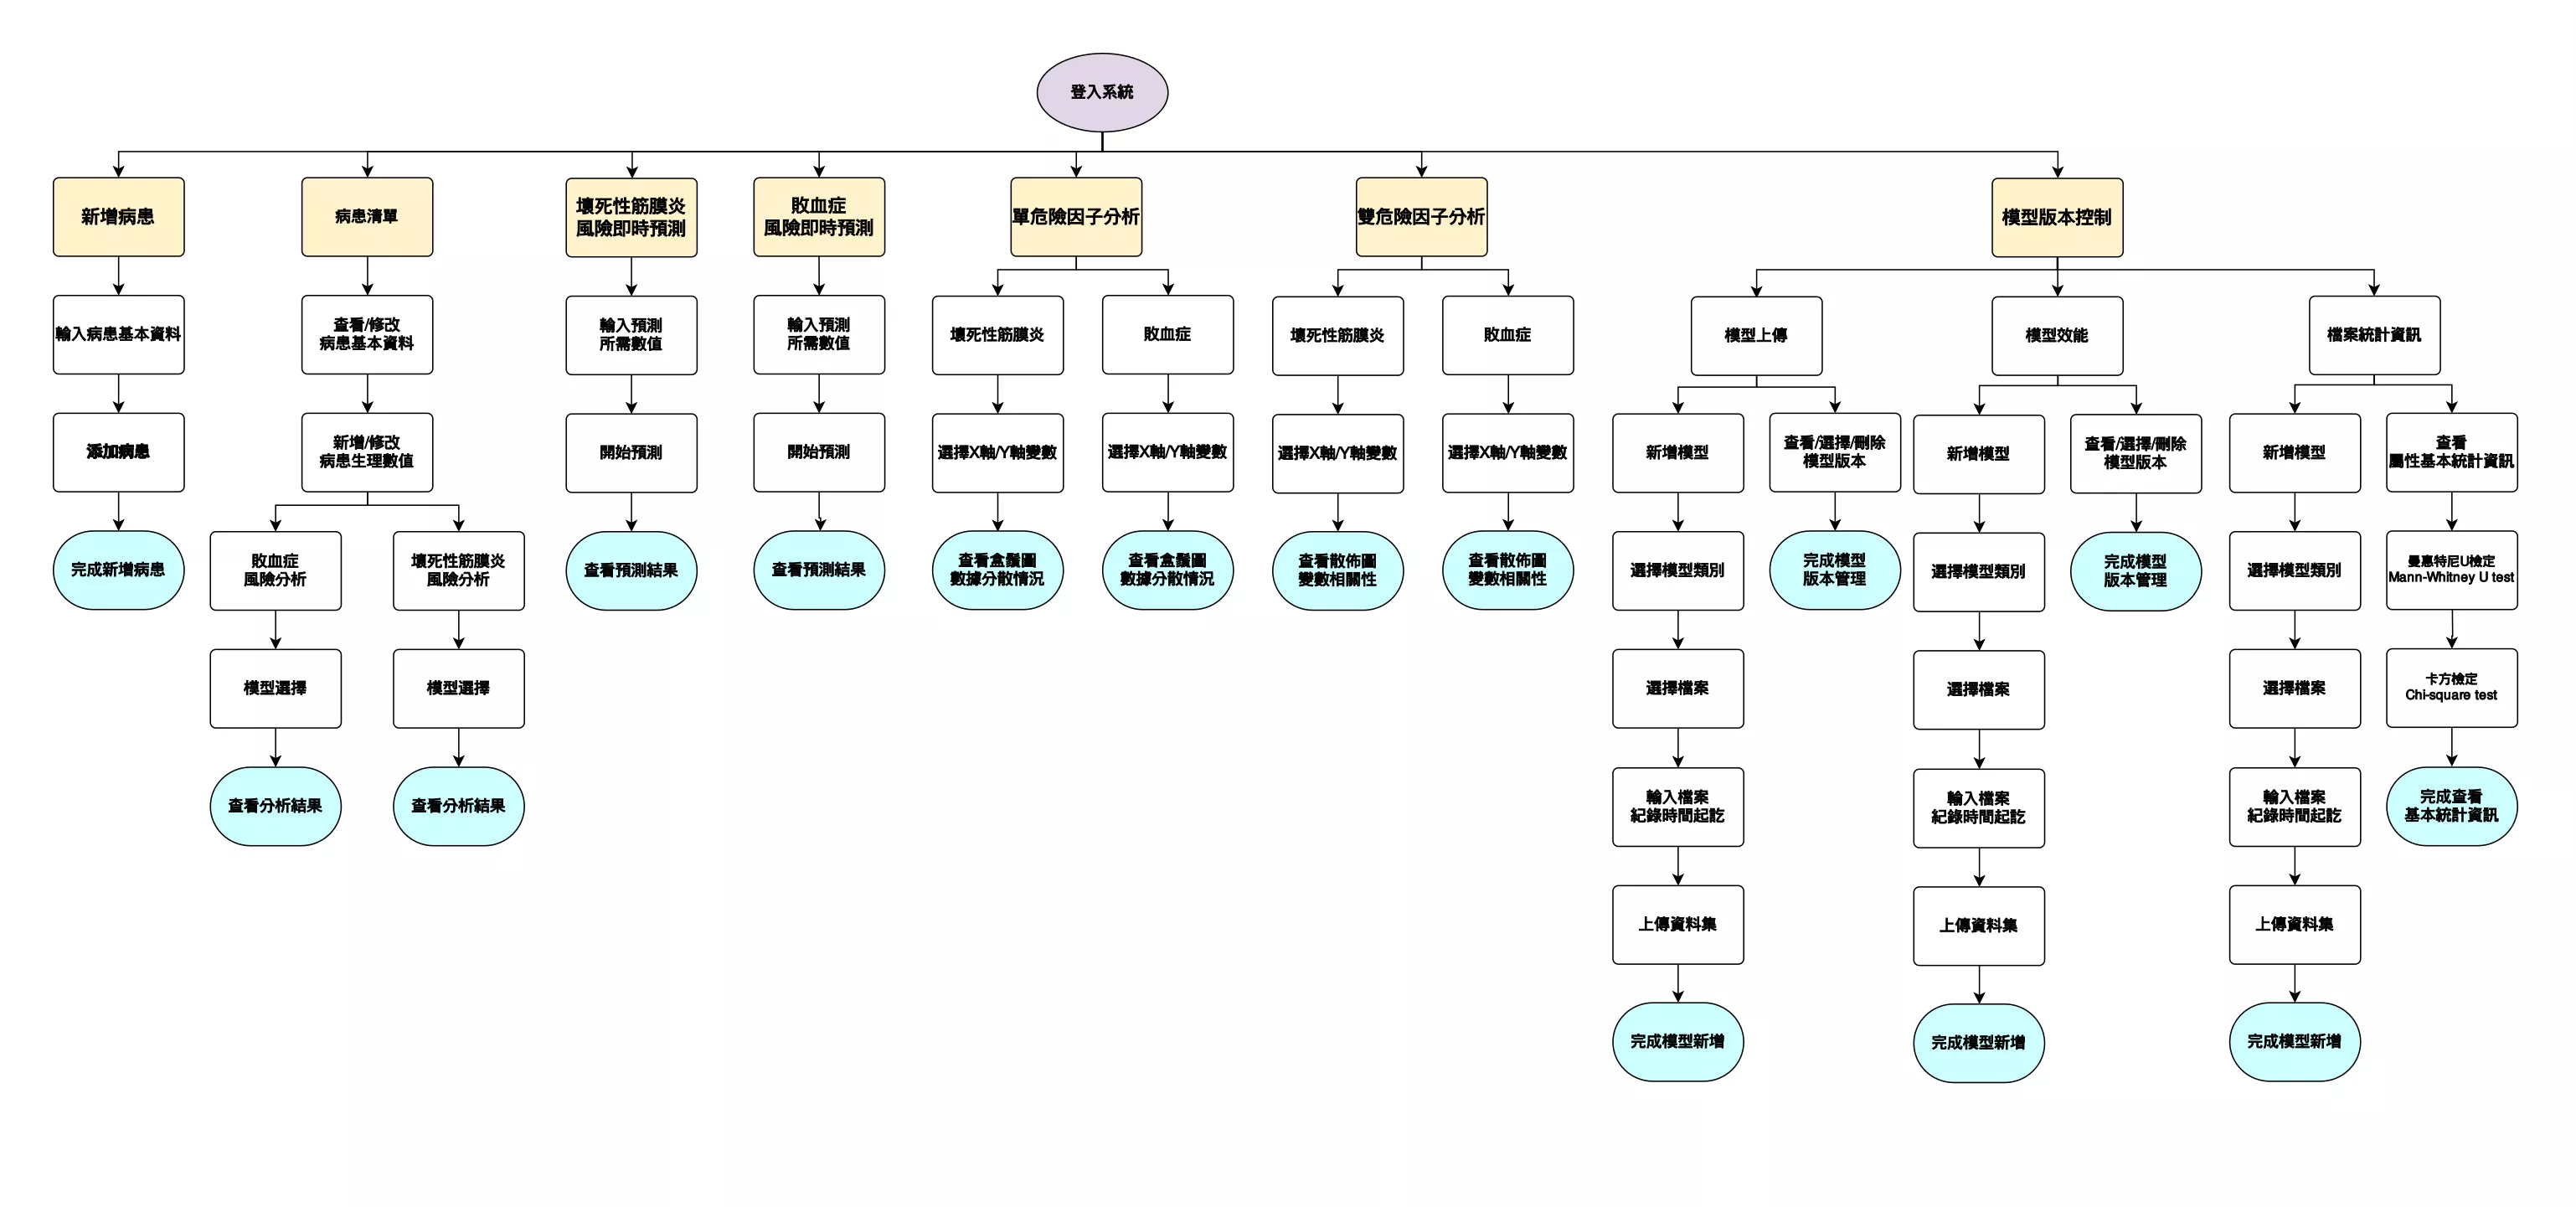 登入系統
新增病患
病患清單
壞死性筋膜炎
風險即時預測
敗血症
風險即時預測
單危險因子分析
雙危險因子分析
模型版本控制
輸入病患基本資料
查看/修改
病患基本資料
輸入預測
所需數值
輸入預測
所需數值
壞死性筋膜炎
敗血症
壞死性筋膜炎
敗血症
模型上傳
模型效能
檔案統計資訊
添加病患
新增/修改
病患生理數值
開始預測
開始預測
選擇X軸/Y軸變數
選擇X軸/Y軸變數
選擇X軸/Y軸變數
選擇X軸/Y軸變數
新增模型
查看/選擇/刪除
模型版本
新增模型
查看/選擇/刪除
模型版本
新增模型
查看
屬性基本統計資訊
完成新增病患
敗血症
風險分析
壞死性筋膜炎
風險分析
查看預測結果
查看預測結果
查看盒鬚圖
數據分散情況
查看盒鬚圖
數據分散情況
查看散佈圖
變數相關性
查看散佈圖
變數相關性
選擇模型類別
完成模型
版本管理
選擇模型類別
完成模型
版本管理
選擇模型類別
曼惠特尼U檢定
Mann-Whitney U test
模型選擇
模型選擇
選擇檔案
選擇檔案
選擇檔案
卡方檢定
Chi-square test
查看分析結果
查看分析結果
輸入檔案
紀錄時間起訖
輸入檔案
紀錄時間起訖
輸入檔案
紀錄時間起訖
完成查看
基本統計資訊
上傳資料集
上傳資料集
上傳資料集
完成模型新增
完成模型新增
完成模型新增